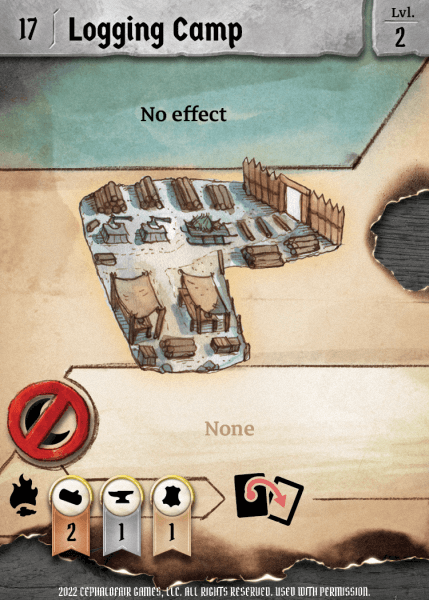 17 Logging Camp
Lvl.
2
No effect
None
2 1 1
2022 CEPHALOFAIR GAMES, LLC. ALL RIGHTS RESERVED. USED WITH PERMISSION.